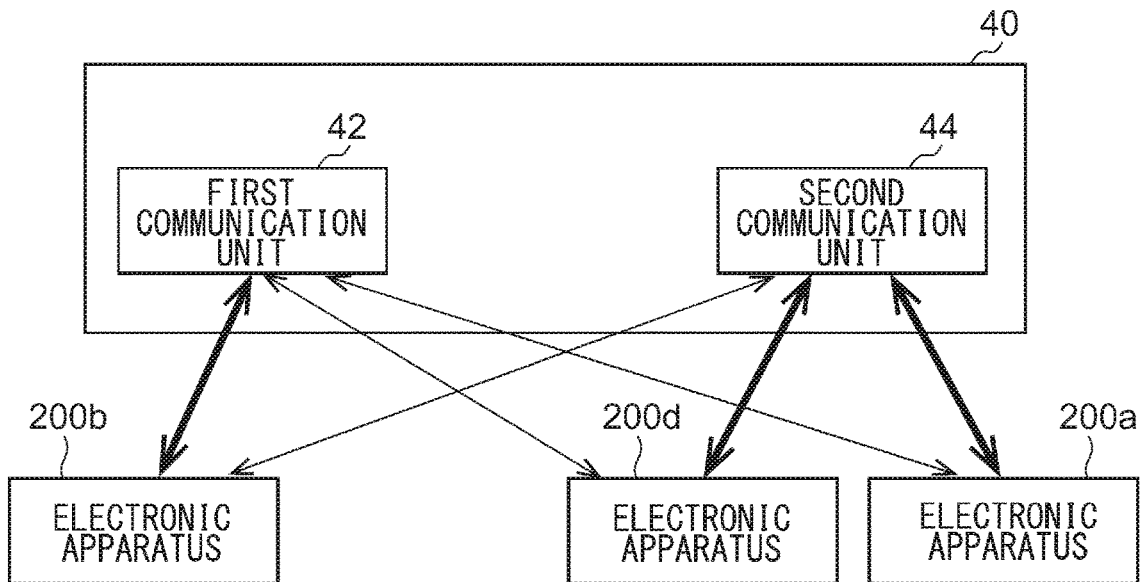 40
42
44
FIRST
COMMUNICATION
UNIT
SECOND
COMMUNICATION
UNIT
200b
200d
200a
ELECTRONIC
APPARATUS
ELECTRONIC
APPARATUS
ELECTRONIC
APPARATUS